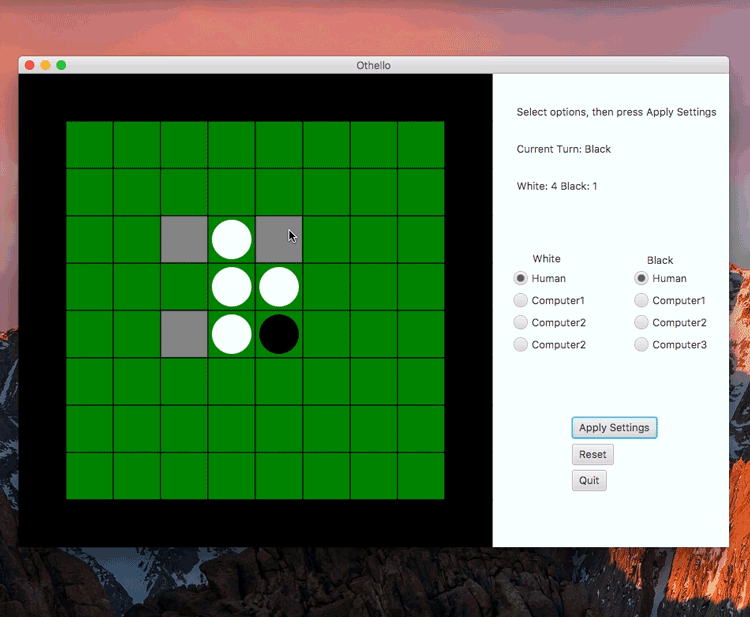 Othello
Select options, then press Apply Settings
Current Turn: Black
White: 4 Black: 1
White Black
Human Human
Computer1 Computer1
Computer2 Computer2
Computer2 Computer3
Apply Settings
Reset
Quit